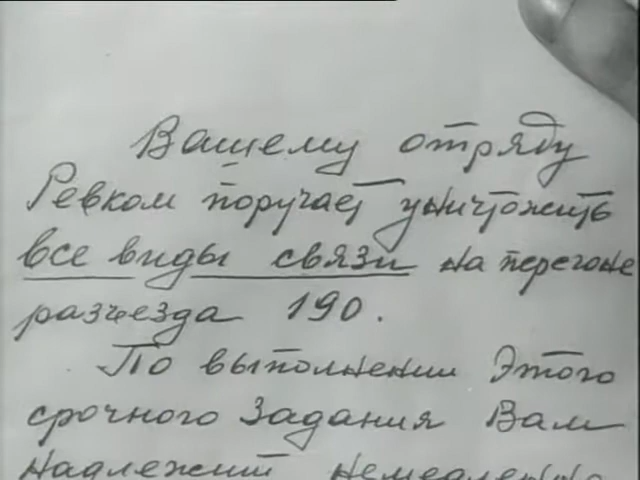 Вашему отряду
Ревком поручает уничтожить
все виды связи на перегоне
разъезда 190.
По выполнении Этого
срочного Задания Вам
надлежит немедленно